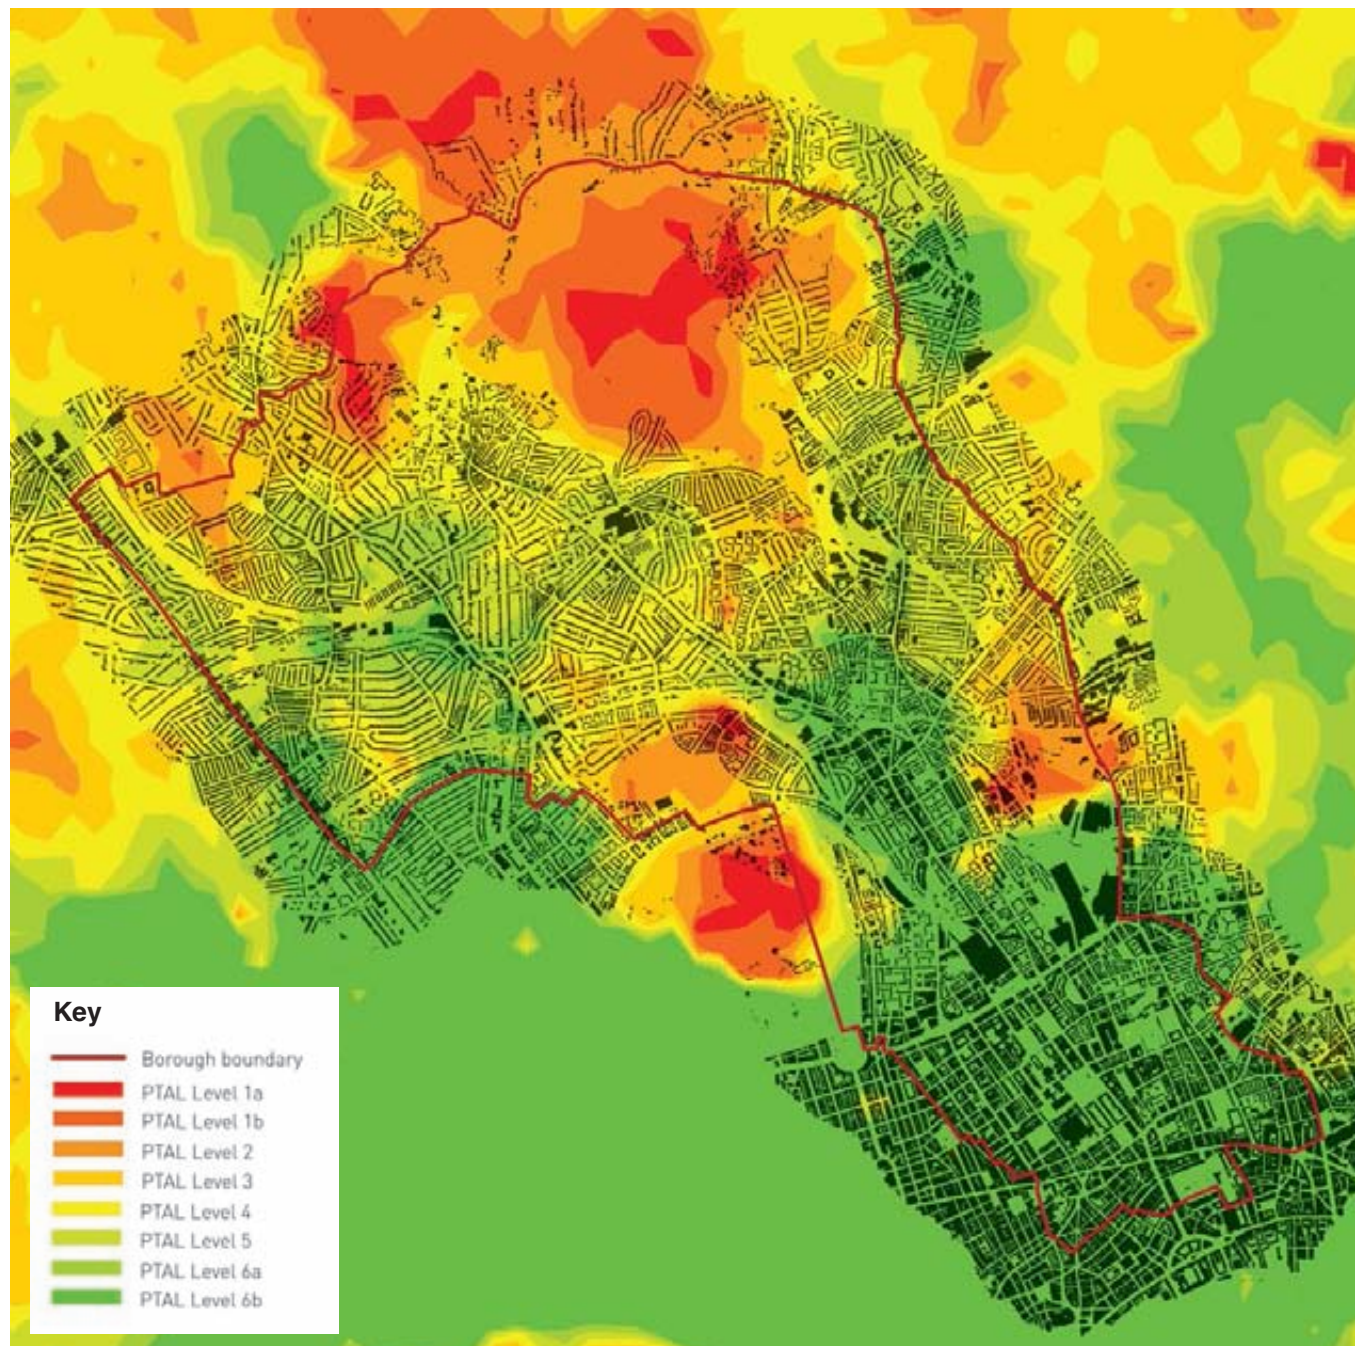 Key
Borough boundary
PTAL Level 1a
PTAL Level 1b
PTAL Level 2
PTAL Level 3
PTAL Level 4
PTAL Level 5
PTAL Level 6a
PTAL Level 6b